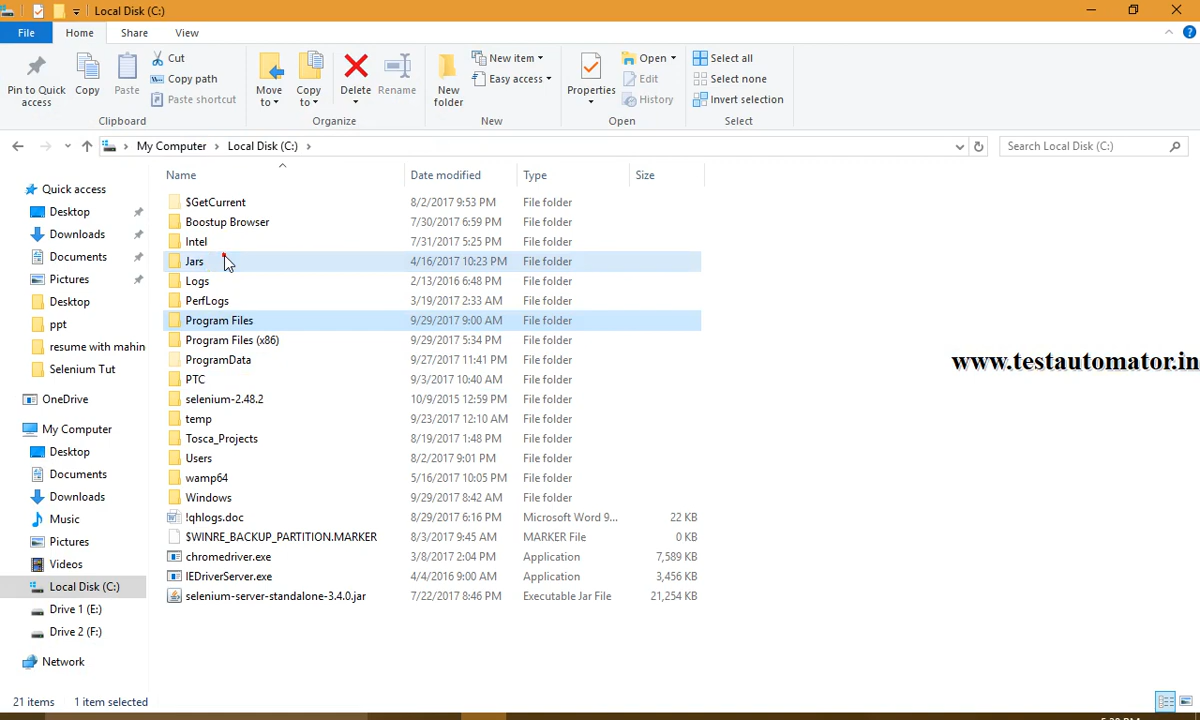 Local Disk (C:)
File Home Share View
Pin to Quick access
Copy
Paste
Cut
Copy path
Paste shortcut
Clipboard
Move to
Copy to
Delete
Rename
Organize
New folder
New item
Easy access
New
Properties
Open
Edit
History
Open
Select all
Select none
Invert selection
Select
My Computer Local Disk (C:)
Search Local Disk (C:)
Quick access
Desktop
Downloads
Documents
Pictures
Desktop
ppt
resume with mahin
Selenium Tut
OneDrive
My Computer
Desktop
Documents
Downloads
Music
Pictures
Videos
Local Disk (C:)
Drive 1 (E:)
Drive 2 (F:)
Network
Name Date modified Type Size
$GetCurrent 8/2/2017 9:53 PM File folder
Boostup Browser 7/30/2017 6:59 PM File folder
Intel 7/31/2017 5:25 PM File folder
Jars 4/16/2017 10:23 PM File folder
Logs 2/13/2016 6:48 PM File folder
PerfLogs 3/19/2017 2:33 AM File folder
Program Files 9/29/2017 9:00 AM File folder
Program Files (x86) 9/29/2017 5:34 PM File folder
ProgramData 9/27/2017 11:41 PM File folder
PTC 9/3/2017 10:40 AM File folder
selenium-2.48.2 10/9/2015 12:59 PM File folder
temp 9/23/2017 12:10 AM File folder
Tosca_Projects 8/19/2017 1:48 PM File folder
Users 8/2/2017 9:01 PM File folder
wamp64 5/16/2017 10:05 PM File folder
Windows 9/29/2017 8:42 AM File folder
!qhlogs.doc 8/29/2017 6:16 PM Microsoft Word 9... 22 KB
$WINRE_BACKUP_PARTITION.MARKER 8/3/2017 9:45 AM MARKER File 0 KB
chromedriver.exe 3/8/2017 2:04 PM Application 7,589 KB
IEDriverServer.exe 4/4/2016 9:00 AM Application 3,456 KB
selenium-server-standalone-3.4.0.jar 7/22/2017 8:46 PM Executable Jar File 21,254 KB
www.testautomator.in
21 items 1 item selected